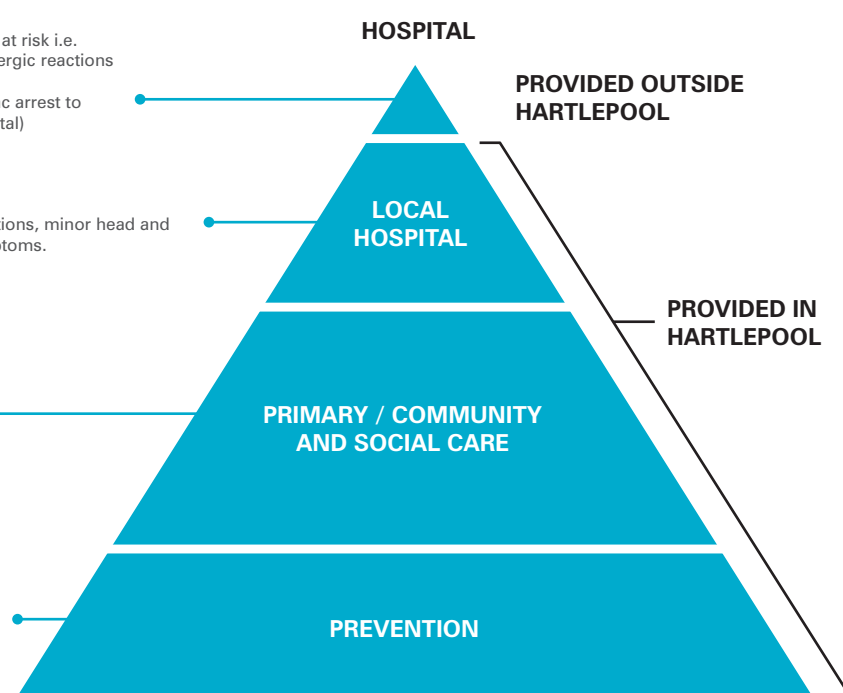 HOSPITAL
at risk i.e.
ergic reactions
c arrest to
tal)
PROVIDED OUTSIDE
HARTLEPOOL
LOCAL
HOSPITAL
tions, minor head and
ptoms.
PROVIDED IN
HARTLEPOOL
PRIMARY / COMMUNITY
AND SOCIAL CARE
PREVENTION